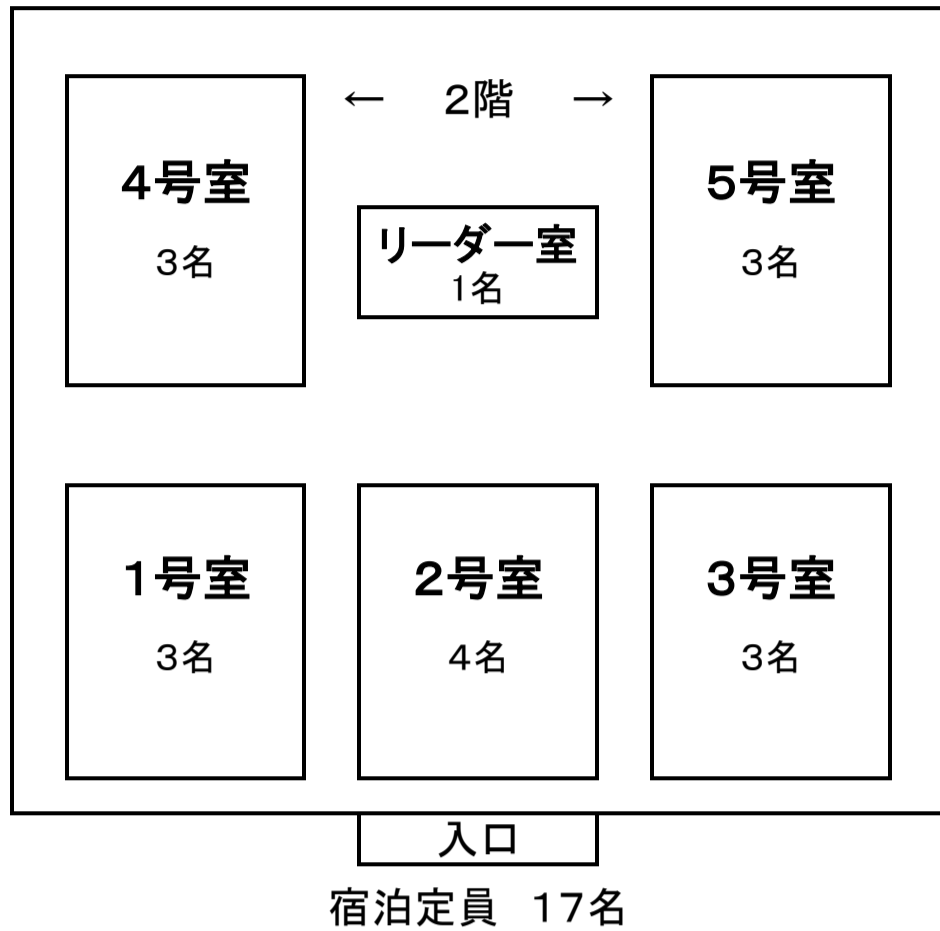 ← 2階 →
4号室
3名
リーダー室
1名
5号室
3名
1号室
3名
2号室
4名
3号室
3名
入口
宿泊定員 17名